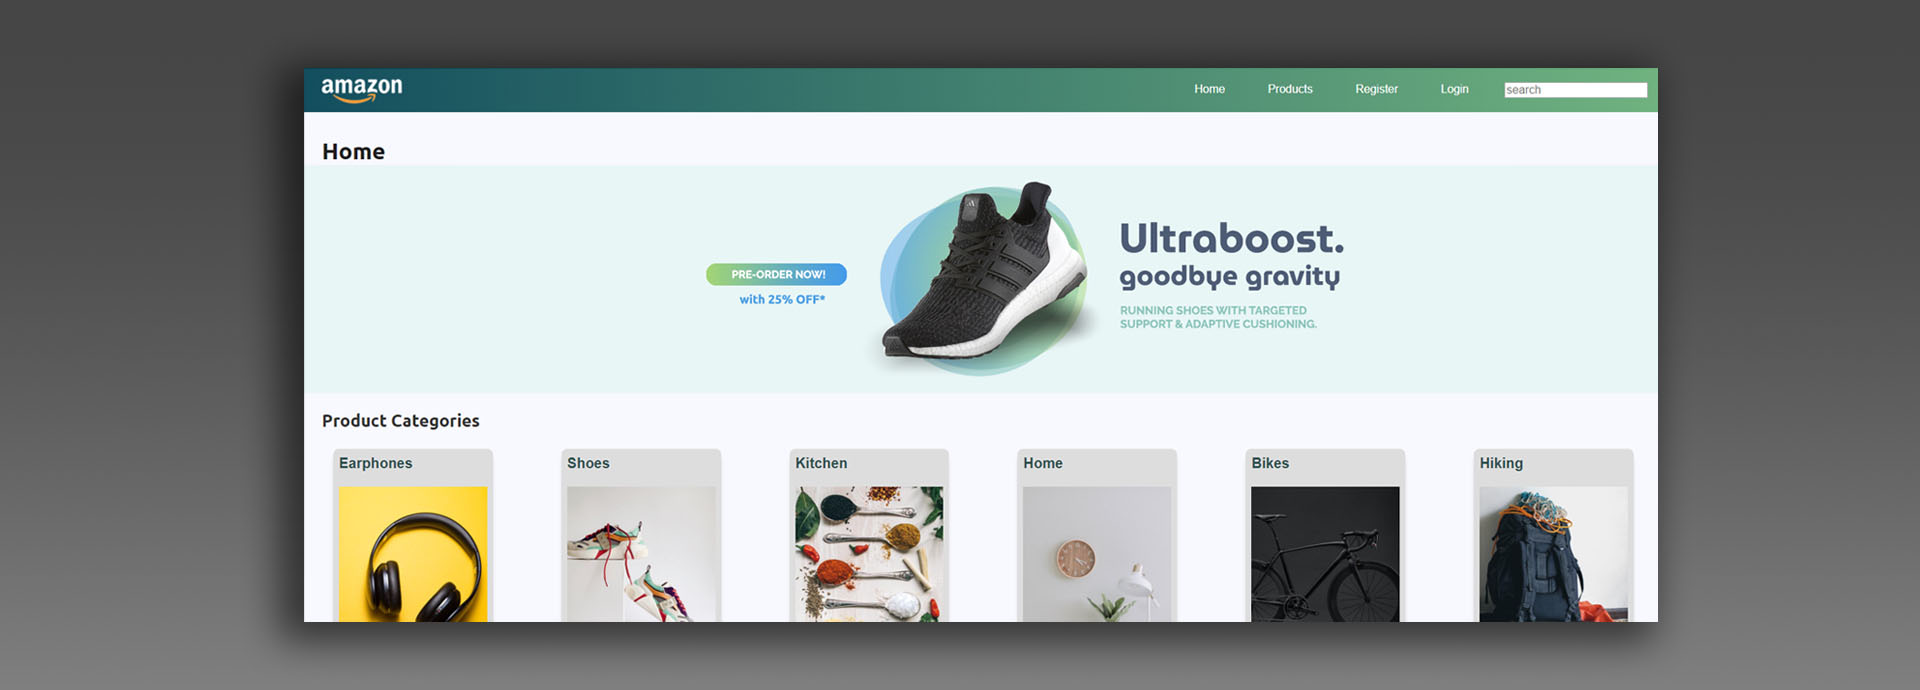 amazon
Home
Products
Register
Login
search
Home
PRE-ORDER NOW!
with 25% OFF*
Ultraboost.
goodbye gravity
RUNNING SHOES WITH TARGETED
SUPPORT & ADAPTIVE CUSHIONING.
Product Categories
Earphones
Shoes
Kitchen
Home
Bikes
Hiking